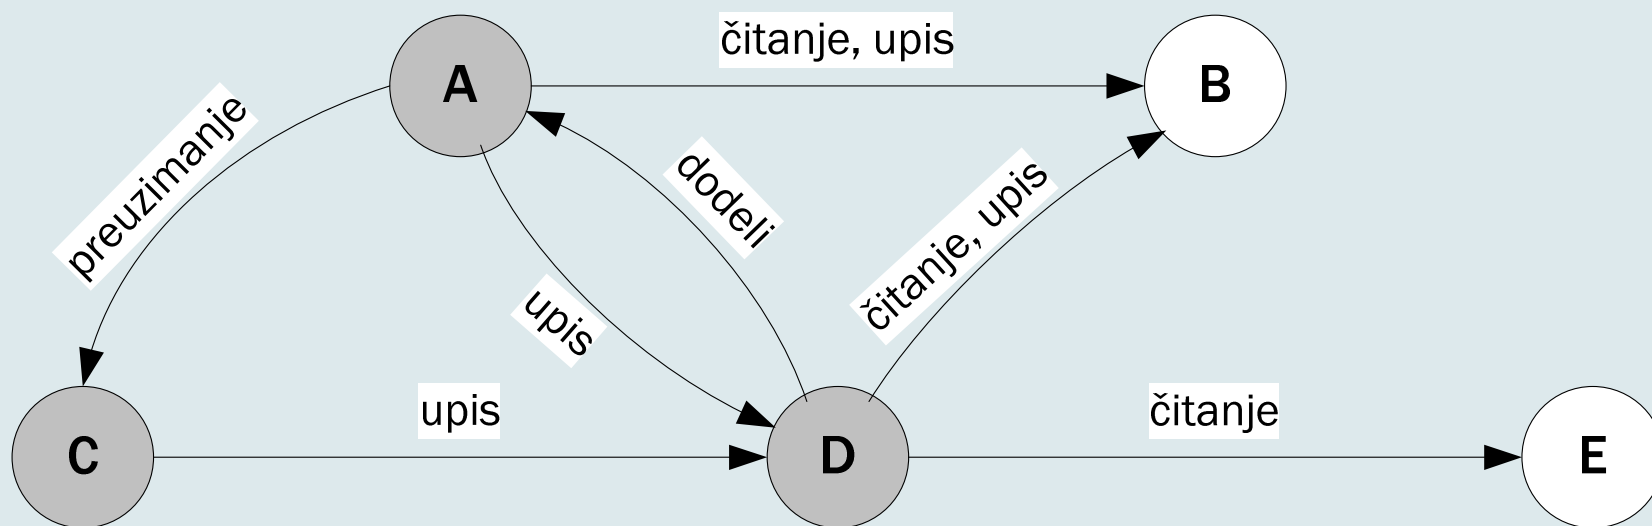 čitanje, upis
A
B
preuzimanje
dodeli
čitanje, upis
upis
upis
čitanje
C
D
E